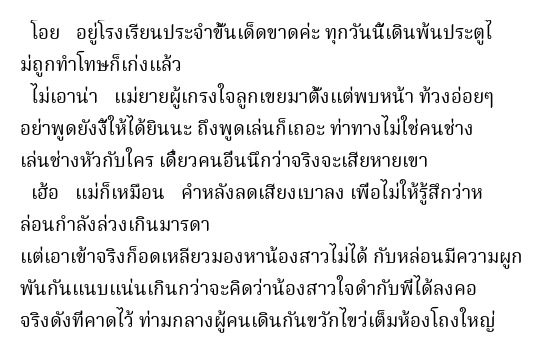 โอย   อยู่โรงเรียนประจำขั้นเด็ดขาดค่ะ ทุกวันนี้เดินพ้นประตูไ
ม่ถูกทำโทษก็เก่งแล้ว
ไม่เอาน่า   แม่ยายผู้เกรงใจลูกเขยมาตั้งแต่พบหน้า ท้วงอ่อยๆ
อย่าพูดยังงี้ให้ได้ยินนะ ถึงพูดเล่นก็เถอะ ท่าทางไม่ใช่คนช่าง
เล่นช่างหัวกับใคร เดี๋ยวคนอื่นนึกว่าจริงจะเสียหายเขา
เฮ้อ   แม่ก็เหมือน   คำหลังลดเสียงเบาลง เพื่อไม่ให้รู้สึกว่าห
ล่อนกำลังล่วงเกินมารดา
แต่เอาเข้าจริงก็อดเหลียวมองหาน้องสาวไม่ได้ กับหล่อนมีความผูก
พันกันแนบแน่นเกินกว่าจะคิดว่าน้องสาวใจดำกับพี่ได้ลงคอ
จริงดังที่คาดไว้ ท่ามกลางผู้คนเดินกันขวักไขว่เต็มห้องโถงใหญ่